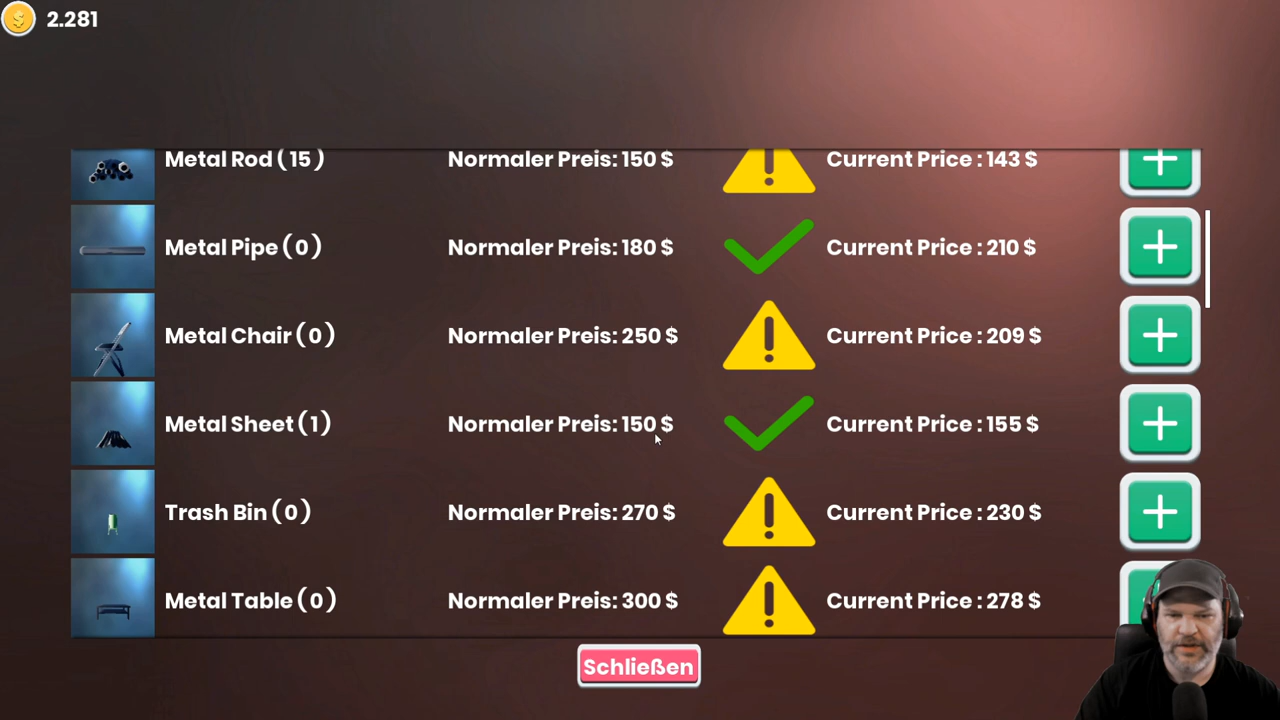 2.281
Metal Rod ( 15 ) Normaler Preis: 150 $ Current Price : 143 $
Metal Pipe ( 0 ) Normaler Preis: 180 $ Current Price : 210 $
Metal Chair ( 0 ) Normaler Preis: 250 $ Current Price : 209 $
Metal Sheet ( 1 ) Normaler Preis: 150 $ Current Price : 155 $
Trash Bin ( 0 ) Normaler Preis: 270 $ Current Price : 230 $
Metal Table ( 0 ) Normaler Preis: 300 $ Current Price : 278 $
Schließen